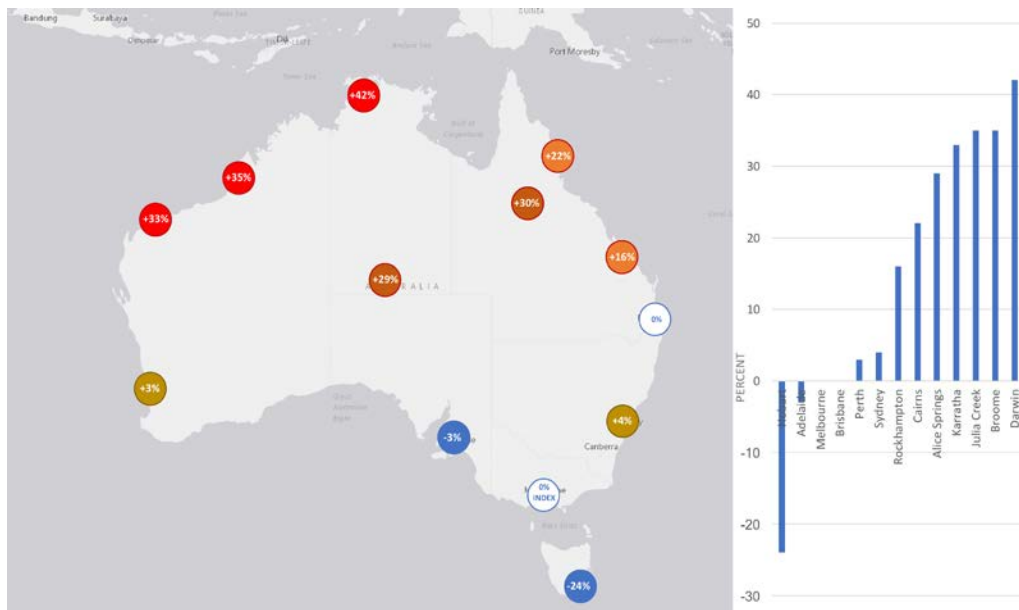 Bandung
Surabaya
Dili
Port Moresby
+42%
+22%
+35%
+30%
+33%
+16%
+29%
A
RALIA
0%
+3%
+4%
Canberra
-3%
0%
INDEX
-24%
50
40
30
20
10
0
-10
-20
-30
PERCENT
Hobart
Adelaide
Melbourne
Brisbane
Perth
Sydney
Rockhampton
Cairns
Alice Springs
Karratha
Julia Creek
Broome
Darwin